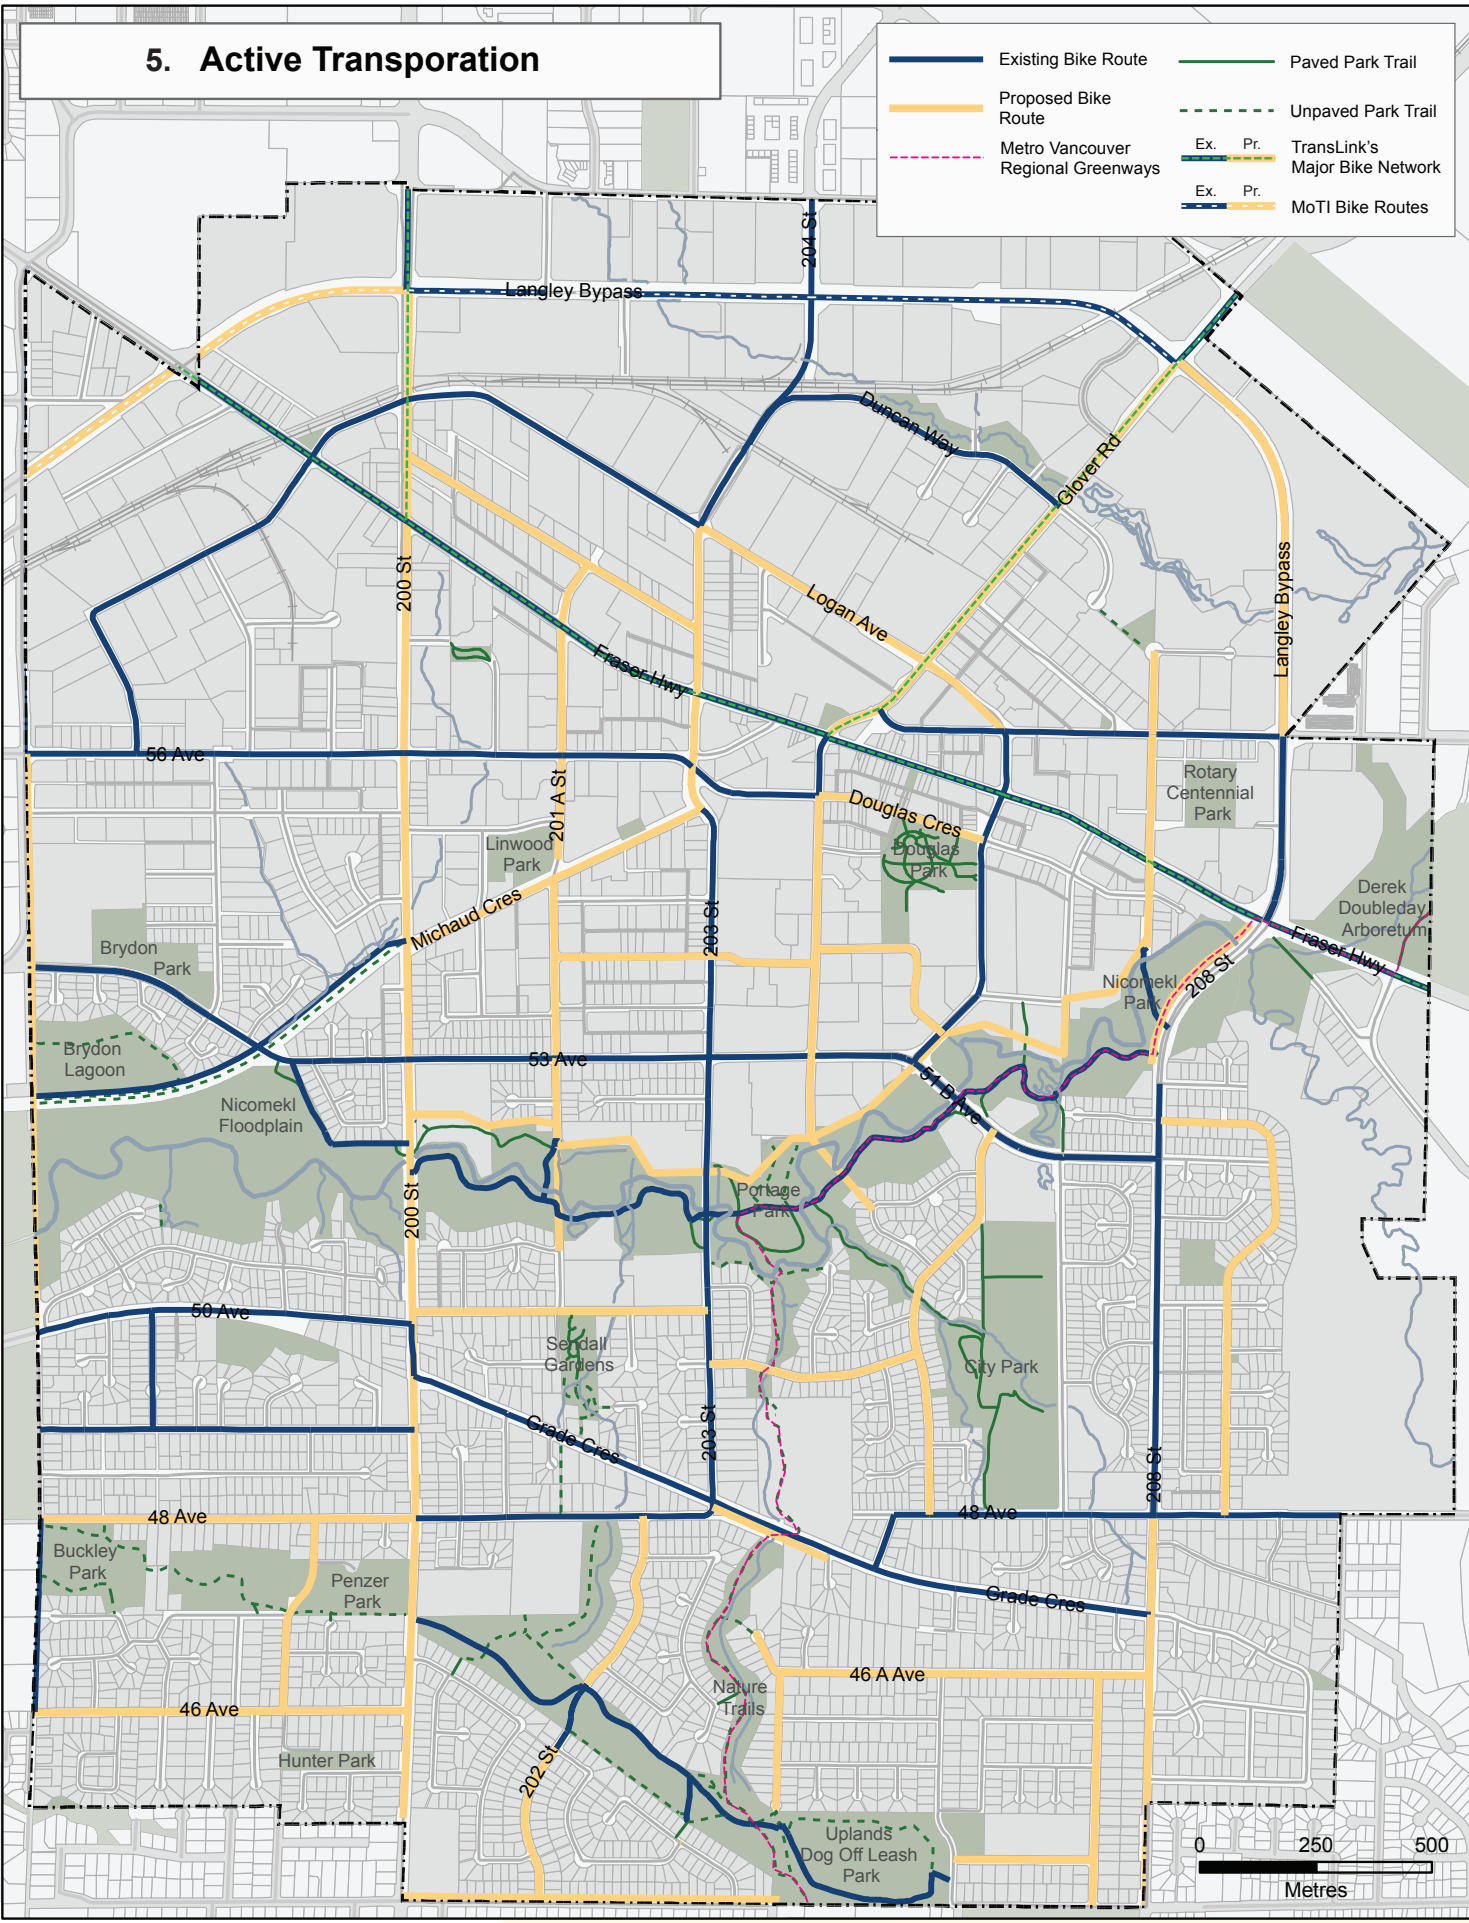 5. Active Transporation
Existing Bike Route
Proposed Bike
Route
Metro Vancouver
Regional Greenways
Paved Park Trail
Unpaved Park Trail
Ex. Pr.
TransLink's
Major Bike Network
Ex. Pr.
MoTI Bike Routes
204 St
Langley Bypass
Duncan Way
Glover Rd
200 St
Logan Ave
Langley Bypass
Fraser Hwy
56 Ave
201 A St
Rotary
Centennial
Park
Douglas Cres
Linwood
Park
Douglas
Park
Derek
Doubleday
Arboretum
Michaud Cres
203 St
Brydon
Park
Fraser Hwy
208 St
Nicomekl
Park
Brydon
Lagoon
53 Ave
51 B Ave
Nicomekl
Floodplain
200 St
Portage
Park
50 Ave
Sendall
Gardens
City Park
Grade Cres
203 St
208 St
48 Ave
48 Ave
Buckley
Park
Penzer
Park
Grade Cres
46 A Ave
Nature
Trails
46 Ave
Hunter Park
202 St
Uplands
Dog Off Leash
Park
0 250 500
Metres